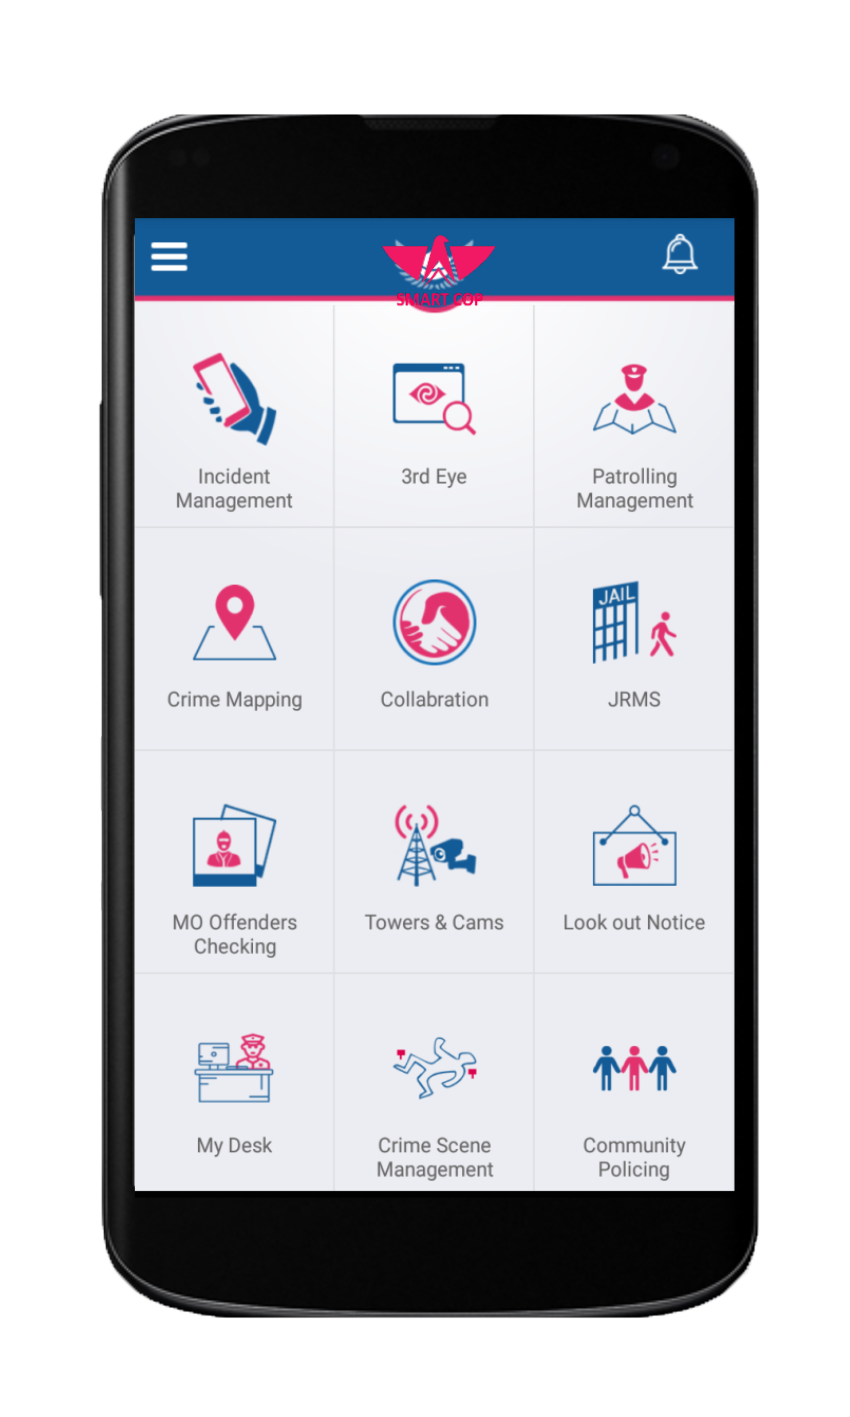 SMART COP
Incident
Management
3rd Eye
Patrolling
Management
Crime Mapping
Collabration
JAIL
JRMS
MO Offenders
Checking
Towers & Cams
Look out Notice
My Desk
Crime Scene
Management
Community
Policing